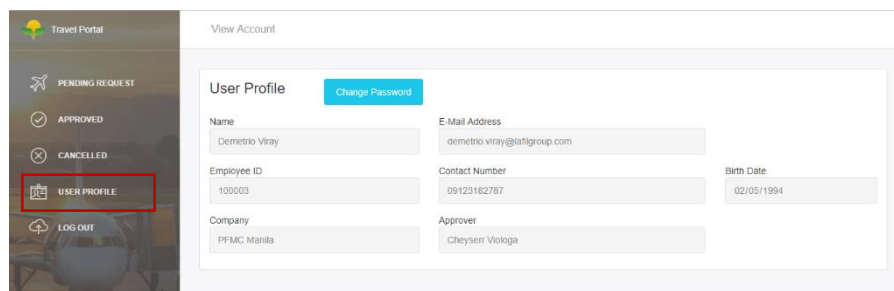 Travel Portal
View Account
PENDING REQUEST
APPROVED
CANCELLED
USER PROFILE
LOG OUT
User Profile
Change Password
Name
E-Mail Address
Demetrio Viray
demetrio.viray@lafilgroup.com
Employee ID
Contact Number
Birth Date
100003
09123182787
02/05/1994
Company
Approver
PFMC Manila
Cheyserr Viologa